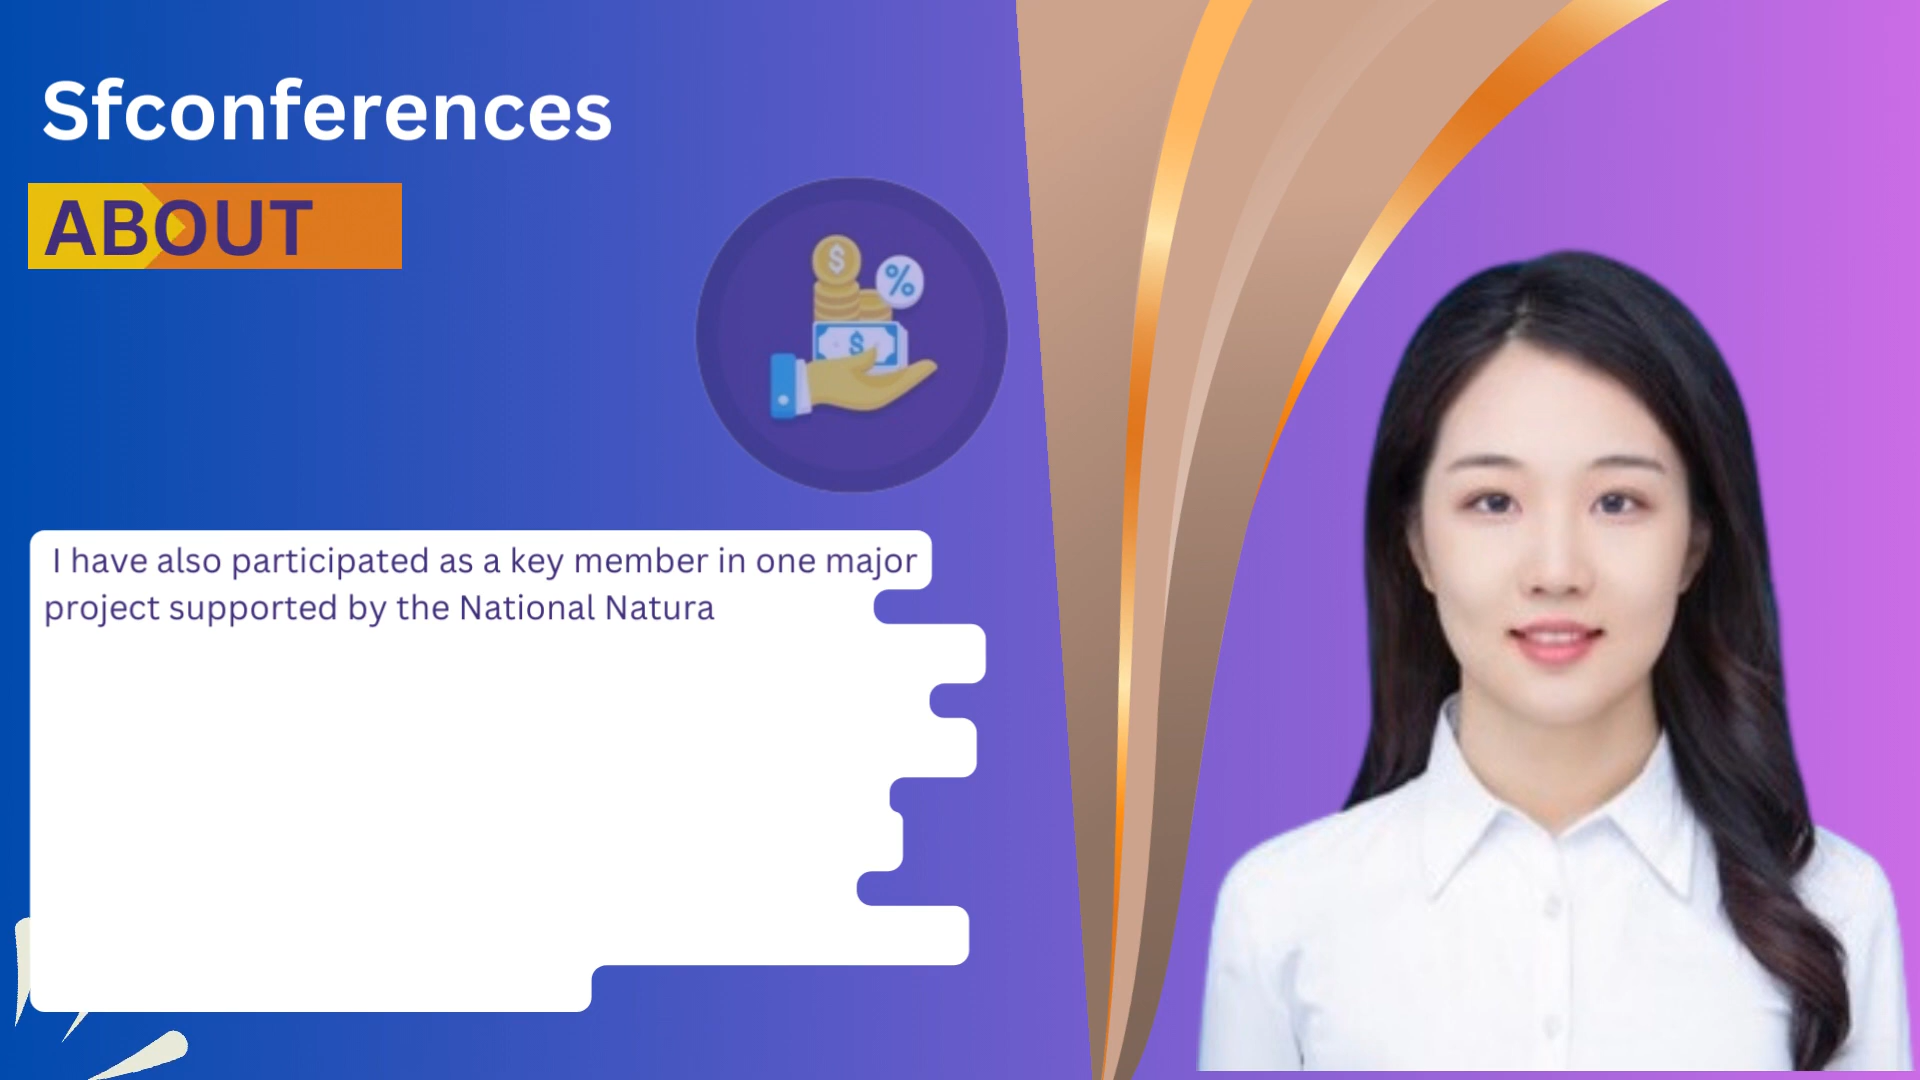 Sfconferences
ABOUT
$
%
$
I have also participated as a key member in one major
project supported by the National Natura